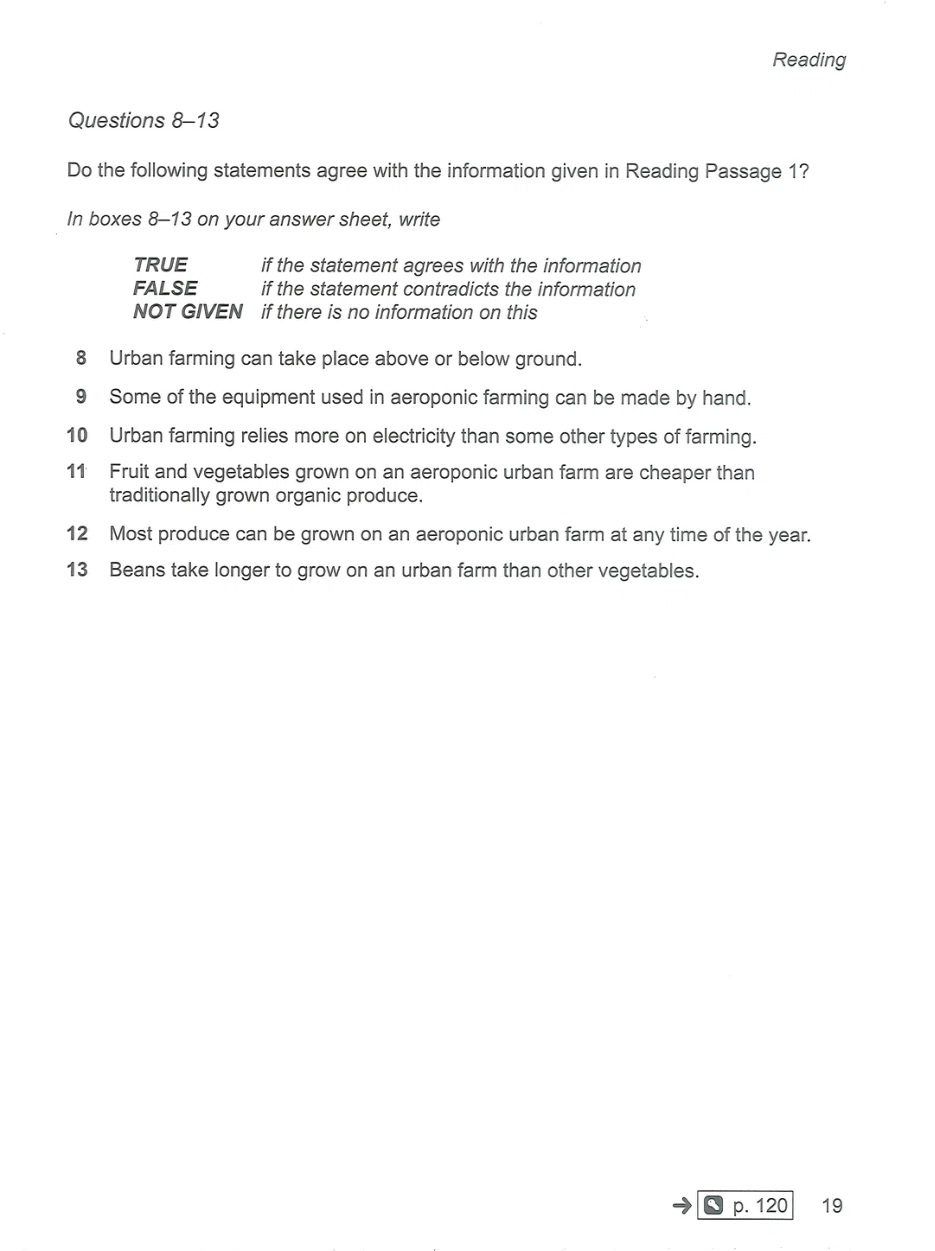 Reading
Questions 8–13
Do the following statements agree with the information given in Reading Passage 1?
In boxes 8–13 on your answer sheet, write
TRUE if the statement agrees with the information
FALSE if the statement contradicts the information
NOT GIVEN if there is no information on this
8 Urban farming can take place above or below ground.
9 Some of the equipment used in aeroponic farming can be made by hand.
10 Urban farming relies more on electricity than some other types of farming.
11 Fruit and vegetables grown on an aeroponic urban farm are cheaper than
traditionally grown organic produce.
12 Most produce can be grown on an aeroponic urban farm at any time of the year.
13 Beans take longer to grow on an urban farm than other vegetables.
→ p. 120 19